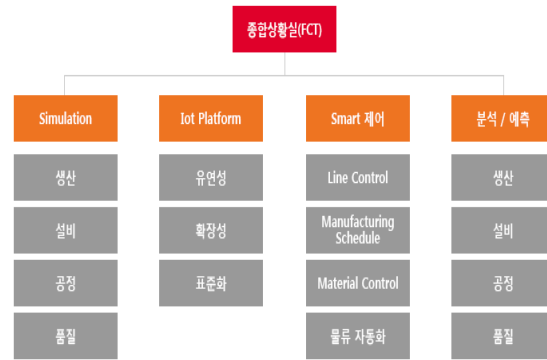 종합상황실(FCT)
Simulation
Iot Platform
Smart 제어
분석 / 예측
생산
유연성
Line Control
생산
설비
확장성
Manufacturing
Schedule
설비
공정
표준화
Material Control
공정
품질
물류 자동화
품질